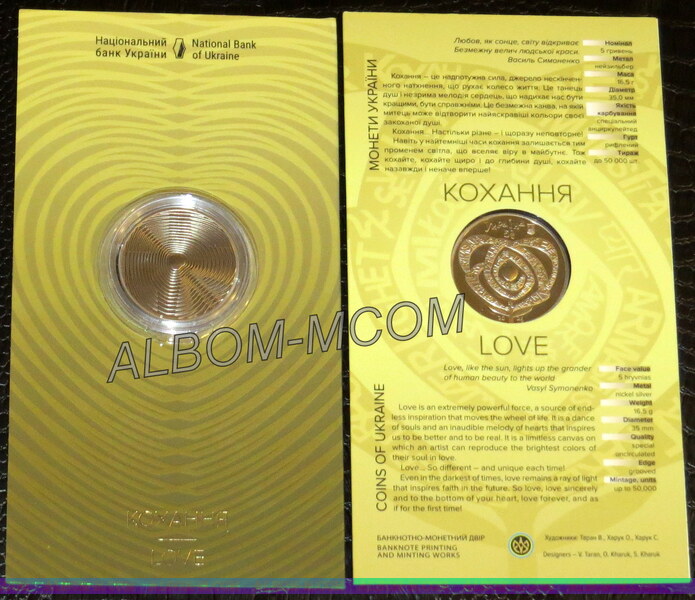 Національний
банк України
National Bank
of Ukraine
КОХАННЯ
LOVE
МОНЕТИ УКРАЇНИ
Любов, як сонце, світу відкриває
Безмежну велич людської краси.
Василь Симоненко
Кохання – це надпотужна сила, джерело нескінчен-
ного натхнення, що рухає колесо життя. Це танець
душ і незрима мелодія сердець, що надихає нас бути
кращими, бути справжніми. Це безмежна канва, на якій
митець може відтворити найяскравіші кольори своєї
закоханої душі.
Кохання... Настільки різне – і щоразу неповторне!
Навіть у найтемніші часи кохання залишається тим
променем світла, що вселяє віру в майбутнє. Тож
кохайте, кохайте щиро і до глибини душі, кохайте
назавжди і неначе вперше!
Номінал
5 гривень
Метал
нейзильбер
Маса
16,5 г
Діаметр
35,0 мм
Якість
карбування
спеціальний
анциркулейтед
Гурт
рифлений
Тираж
до 50 000 шт.
КОХАННЯ
LOVE
COINS OF UKRAINE
Love, like the sun, lights up the grander
of human beauty to the world
Vasyl Symonenko
Love is an extremely powerful force, a source of end-
less inspiration that moves the wheel of life. It is a dance
of souls and an inaudible melody of hearts that inspires
us to be better and to be real. It is a limitless canvas on
which an artist can reproduce the brightest colors of
their soul in love.
Love... So different – and unique each time!
Even in the darkest of times, love remains a ray of light
that inspires faith in the future. So love, love sincerely
and to the bottom of your heart, love forever, and as
if for the first time!
Face value
5 hryvnias
Metal
nickel silver
Weight
16.5 g
Diameter
35 mm
Quality
special
uncirculated
Edge
grooved
Mintage, units
up to 50,000
БАНКНОТНО-МОНЕТНИЙ ДВІР
BANKNOTE PRINTING
AND MINTING WORKS
Художники: Таран В., Харук О., Харук С.
Designers – V. Taran, O. Kharuk, S. Kharuk
ALBOM-MCOM